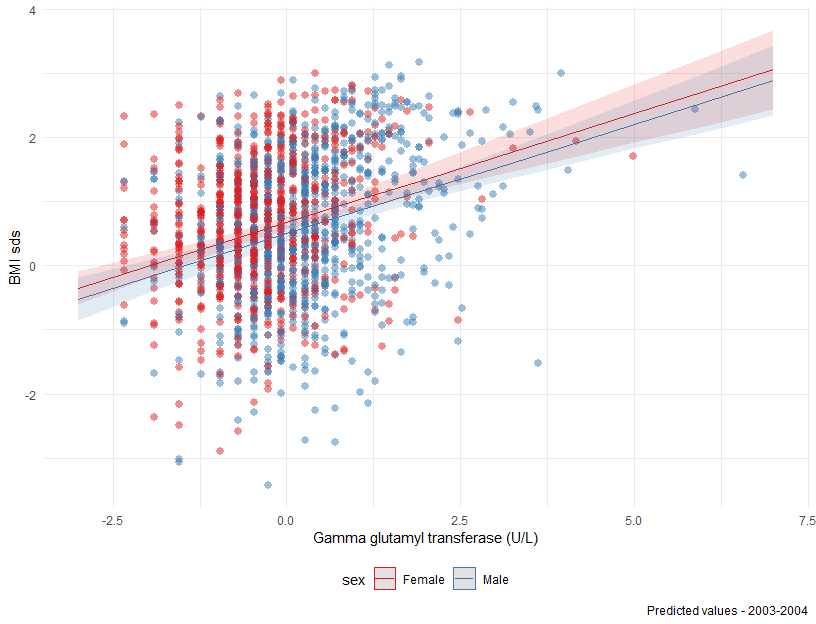 4
2
0
-2
BMI sds
-2.5 0.0 2.5 5.0 7.5
Gamma glutamyl transferase (U/L)
sex Female Male
Predicted values - 2003-2004